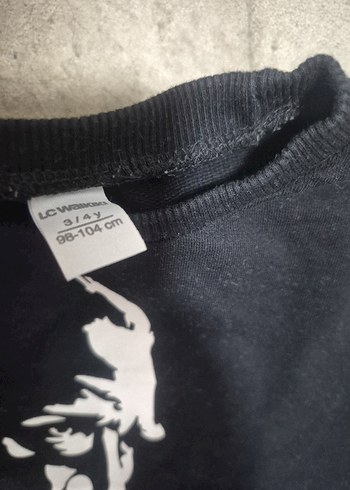 LC WAIKIKI
3 / 4 Y
98-104 cm